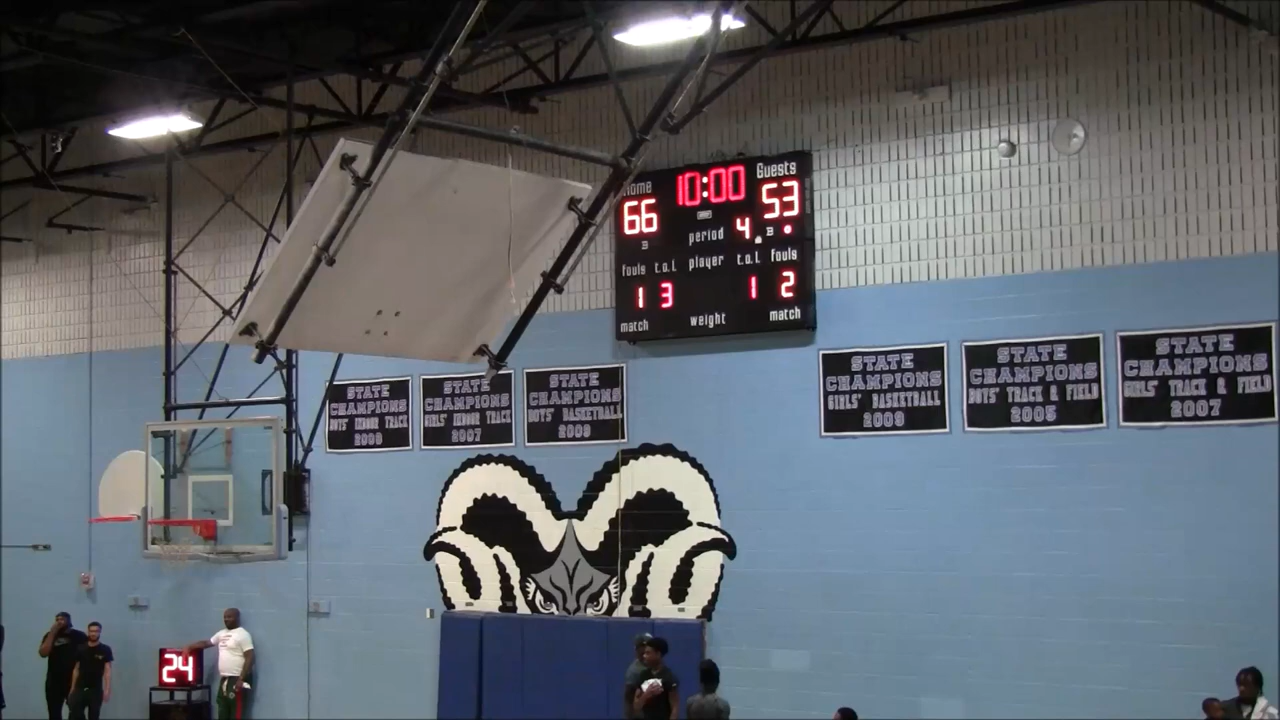 Home 10:00 Guests
66 53
B period 4 B
fouls t.o.l player t.o.l fouls
1 3 1 2
match weight match
STATE
CHAMPIONS
BOYS' INDOOR TRACK
STATE
CHAMPIONS
GIRLS' INDOOR TRACK
2007
STATE
CHAMPIONS
BOYS' BASKETBALL
2009
STATE
CHAMPIONS
GIRLS' BASKETBALL
2009
STATE
CHAMPIONS
BOYS' TRACK & FIELD
2005
STATE
CHAMPIONS
GIRLS' TRACK & FIELD
2007
24